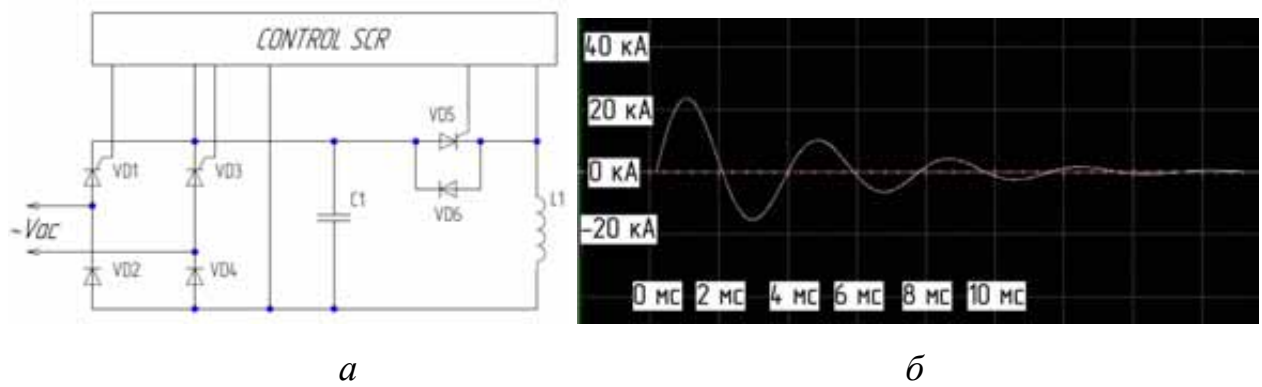 CONTROL SCR
VD5
VD1
VD3
VD6
C1
L1
~Vac
VD2
VD4
40 кА
20 кА
0 кА
-20 кА
0 мс 2 мс 4 мс 6 мс 8 мс 10 мс
а
б